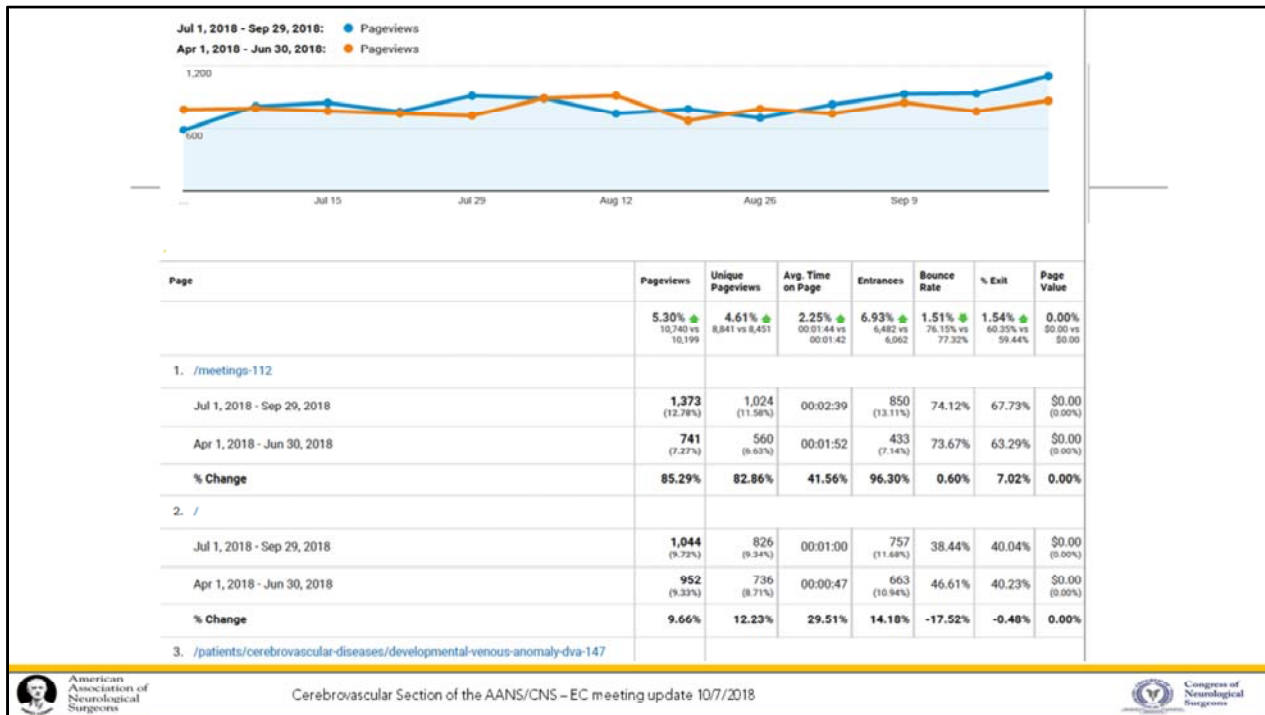 Jul 1, 2018 - Sep 29, 2018: Pageviews
Apr 1, 2018 - Jun 30, 2018: Pageviews
1,200
600
... Jul 15 Jul 29 Aug 12 Aug 26 Sep 9
Page Pageviews Unique Pageviews Avg. Time on Page Entrances Bounce Rate % Exit Page Value
5.30% 4.61% 2.25% 6.93% 1.51% 1.54% 0.00%
10,740 vs 10,199 8,841 vs 8,451 00:01:44 vs 00:01:42 6,482 vs 6,062 76.15% vs 77.32% 60.35% vs 59.44% $0.00 vs $0.00
1. /meetings-112
Jul 1, 2018 - Sep 29, 2018 1,373 (12.78%) 1,024 (11.58%) 00:02:39 850 (13.11%) 74.12% 67.73% $0.00 (0.00%)
Apr 1, 2018 - Jun 30, 2018 741 (7.27%) 560 (6.63%) 00:01:52 433 (7.14%) 73.67% 63.29% $0.00 (0.00%)
% Change 85.29% 82.86% 41.56% 96.30% 0.60% 7.02% 0.00%
2. /
Jul 1, 2018 - Sep 29, 2018 1,044 (9.72%) 826 (9.34%) 00:01:00 757 (11.68%) 38.44% 40.04% $0.00 (0.00%)
Apr 1, 2018 - Jun 30, 2018 952 (9.33%) 736 (8.71%) 00:00:47 663 (10.94%) 46.61% 40.23% $0.00 (0.00%)
% Change 9.66% 12.23% 29.51% 14.18% -17.52% -0.48% 0.00%
3. /patients/cerebrovascular-diseases/developmental-venous-anomaly-dva-147
American
Association of
Neurological
Surgeons
Cerebrovascular Section of the AANS/CNS – EC meeting update 10/7/2018
Congress of
Neurological
Surgeons